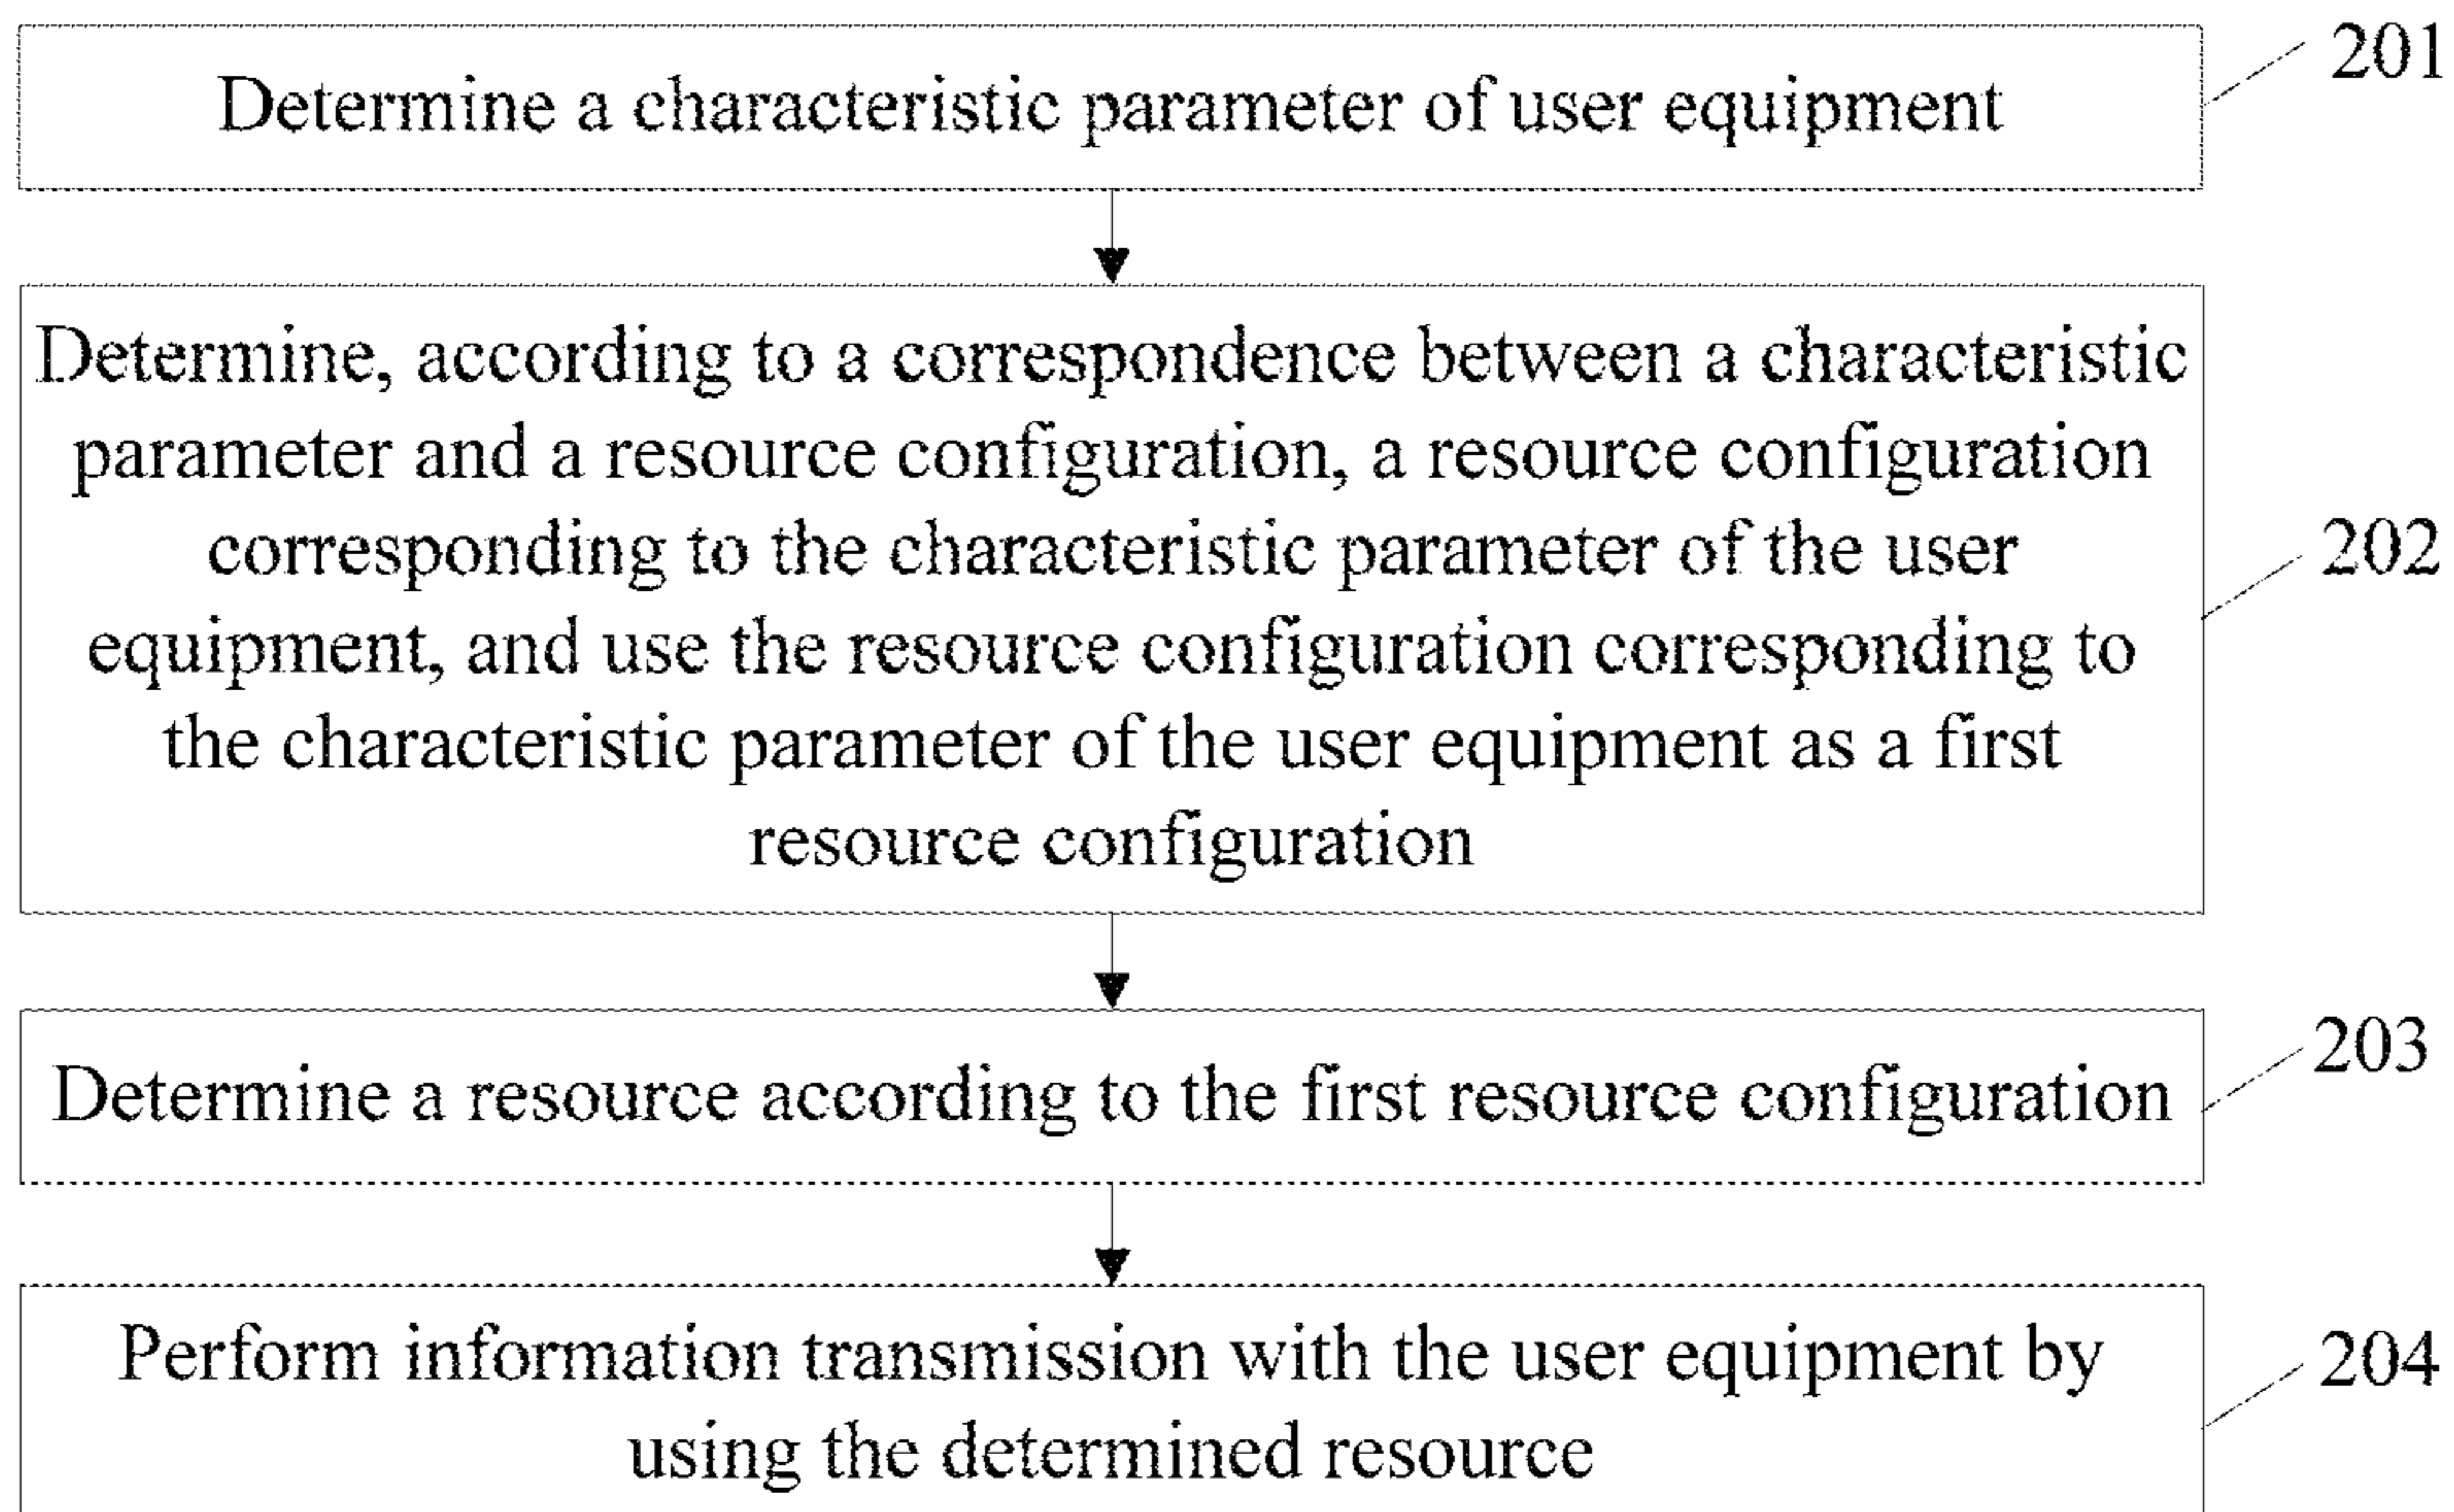 Determine a characteristic parameter of user equipment
201
Determine, according to a correspondence between a characteristic
parameter and a resource configuration, a resource configuration
corresponding to the characteristic parameter of the user
equipment, and use the resource configuration corresponding to
the characteristic parameter of the user equipment as a first
resource configuration
202
Determine a resource according to the first resource configuration
203
Perform information transmission with the user equipment by
using the determined resource
204